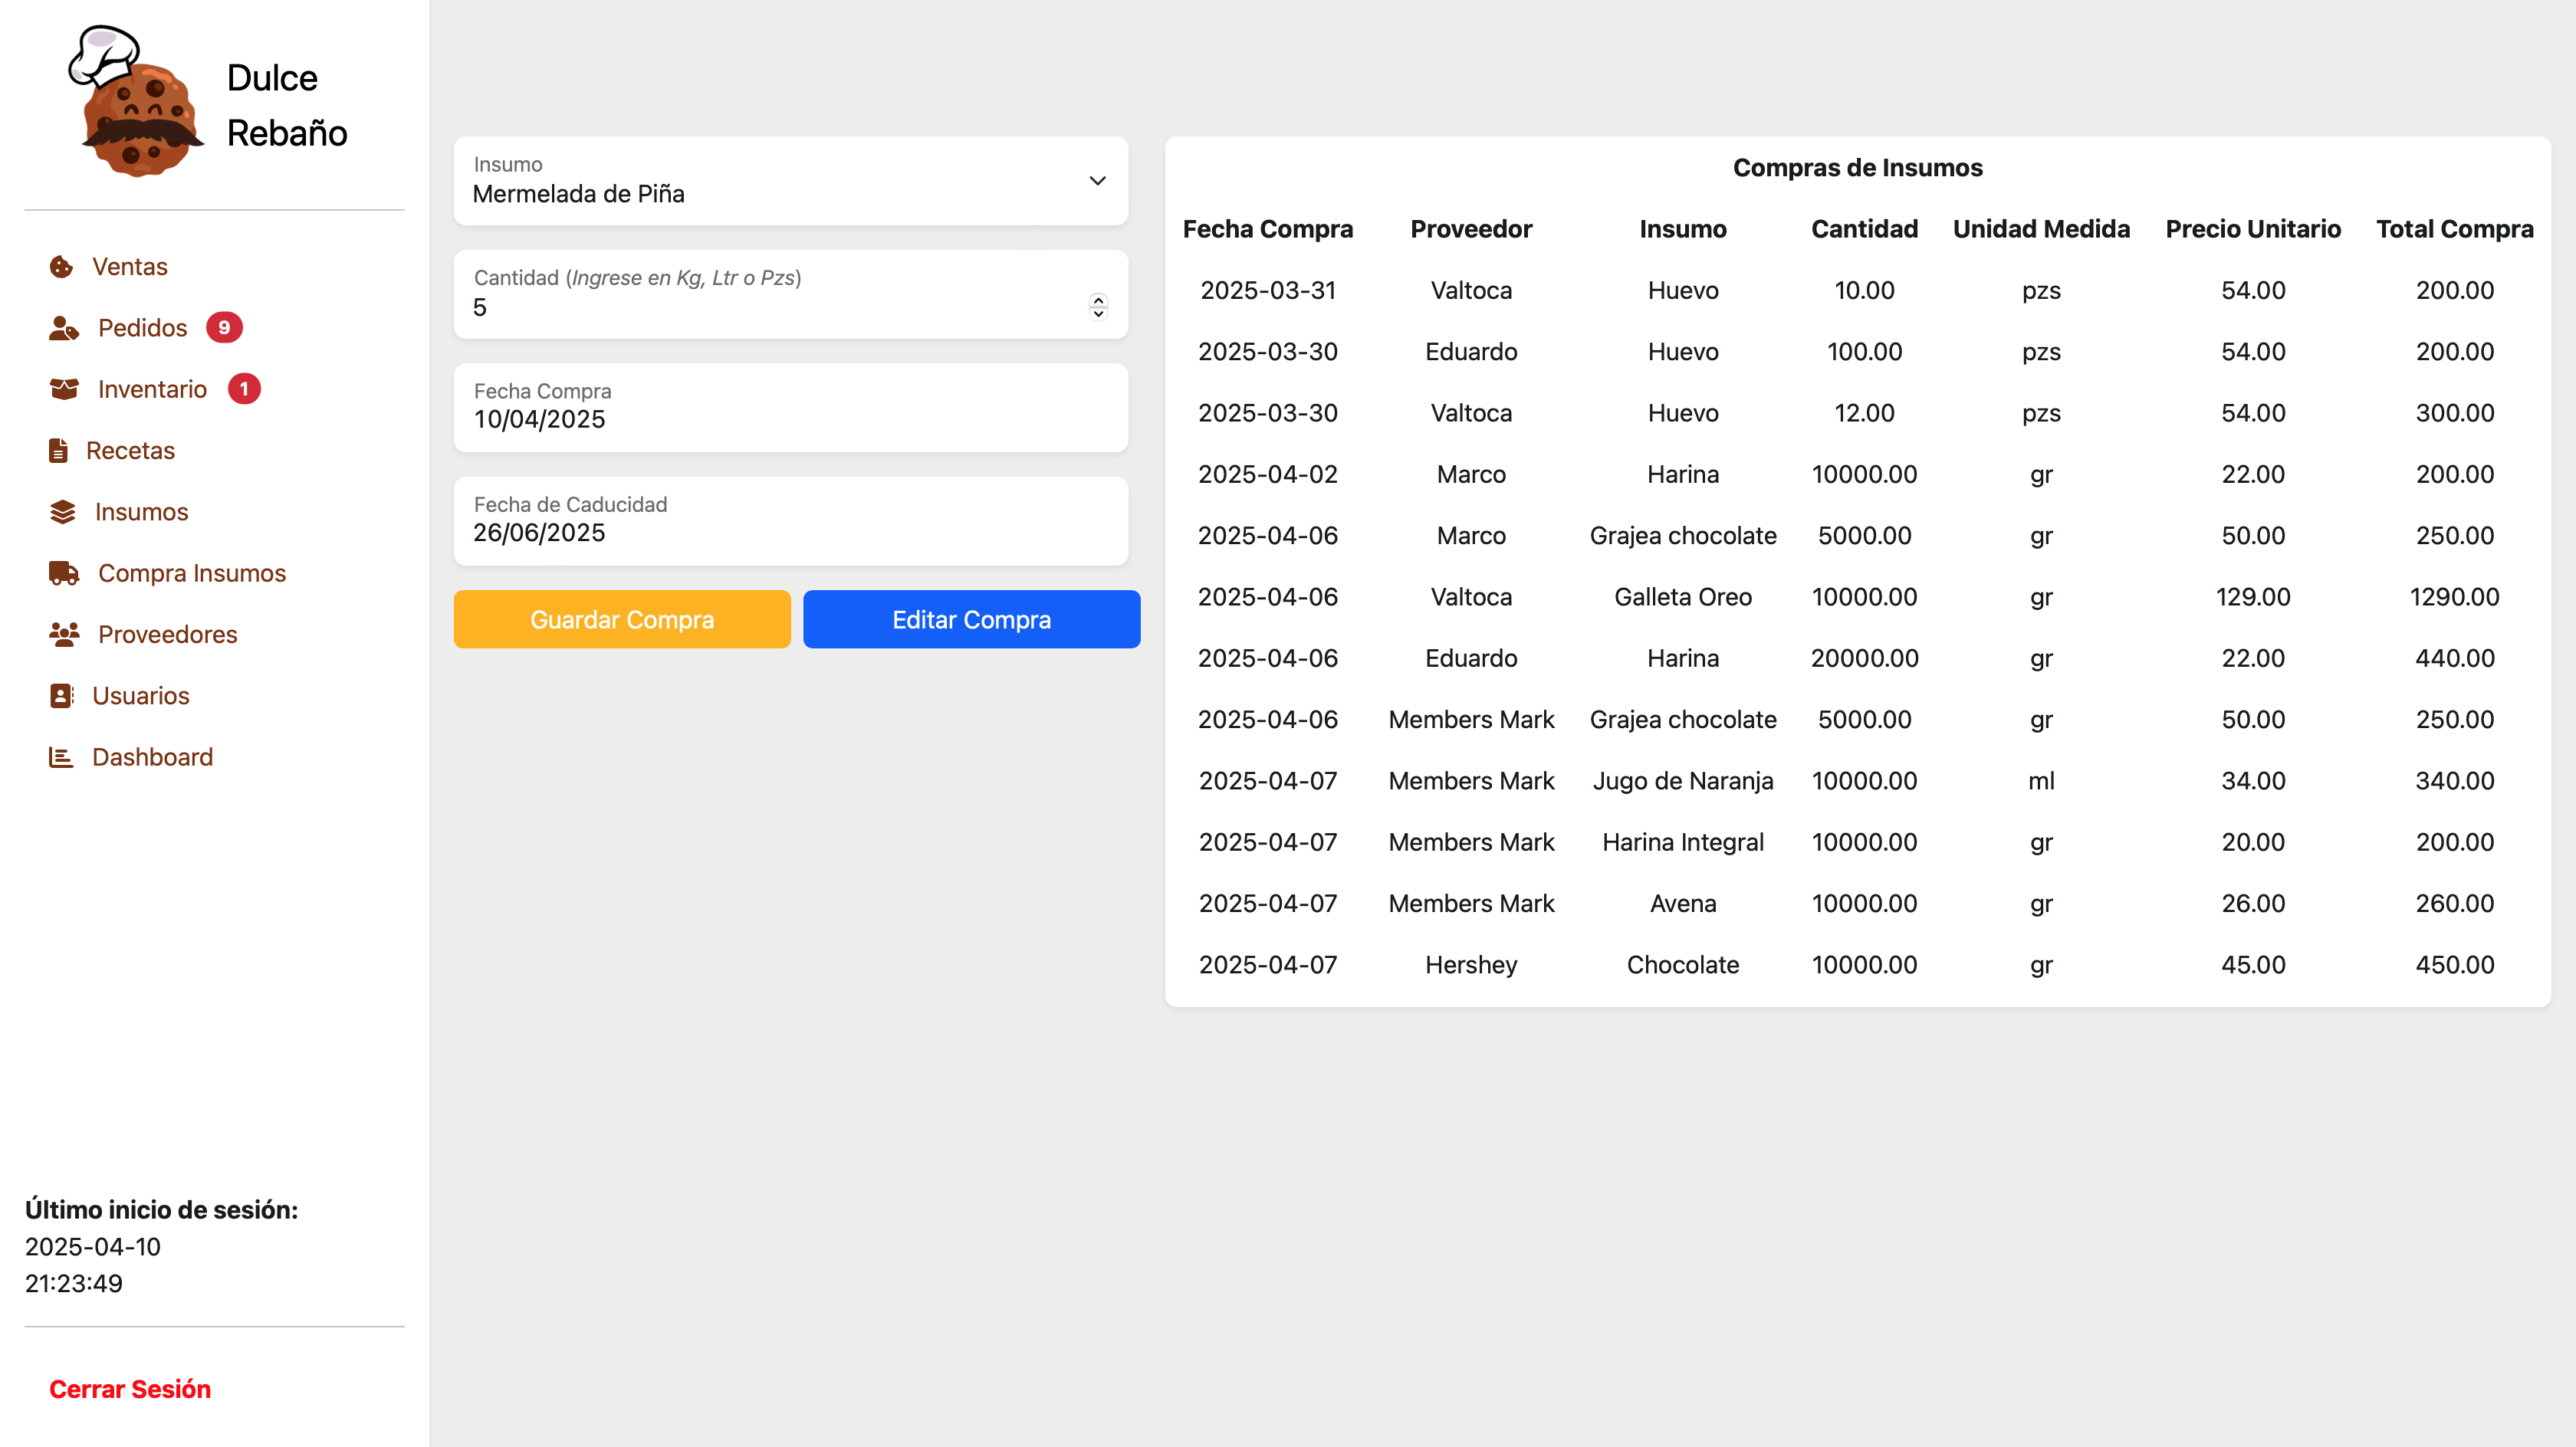 Dulce
Rebaño
Ventas
Pedidos 9
Inventario 1
Recetas
Insumos
Compra Insumos
Proveedores
Usuarios
Dashboard
Último inicio de sesión:
2025-04-10
21:23:49
Cerrar Sesión
Insumo
Mermelada de Piña
Cantidad (Ingrese en Kg, Ltr o Pzs)
5
Fecha Compra
10/04/2025
Fecha de Caducidad
26/06/2025
Guardar Compra Editar Compra
Compras de Insumos
Fecha Compra Proveedor Insumo Cantidad Unidad Medida Precio Unitario Total Compra
2025-03-31 Valtoca Huevo 10.00 pzs 54.00 200.00
2025-03-30 Eduardo Huevo 100.00 pzs 54.00 200.00
2025-03-30 Valtoca Huevo 12.00 pzs 54.00 300.00
2025-04-02 Marco Harina 10000.00 gr 22.00 200.00
2025-04-06 Marco Grajea chocolate 5000.00 gr 50.00 250.00
2025-04-06 Valtoca Galleta Oreo 10000.00 gr 129.00 1290.00
2025-04-06 Eduardo Harina 20000.00 gr 22.00 440.00
2025-04-06 Members Mark Grajea chocolate 5000.00 gr 50.00 250.00
2025-04-07 Members Mark Jugo de Naranja 10000.00 ml 34.00 340.00
2025-04-07 Members Mark Harina Integral 10000.00 gr 20.00 200.00
2025-04-07 Members Mark Avena 10000.00 gr 26.00 260.00
2025-04-07 Hershey Chocolate 10000.00 gr 45.00 450.00